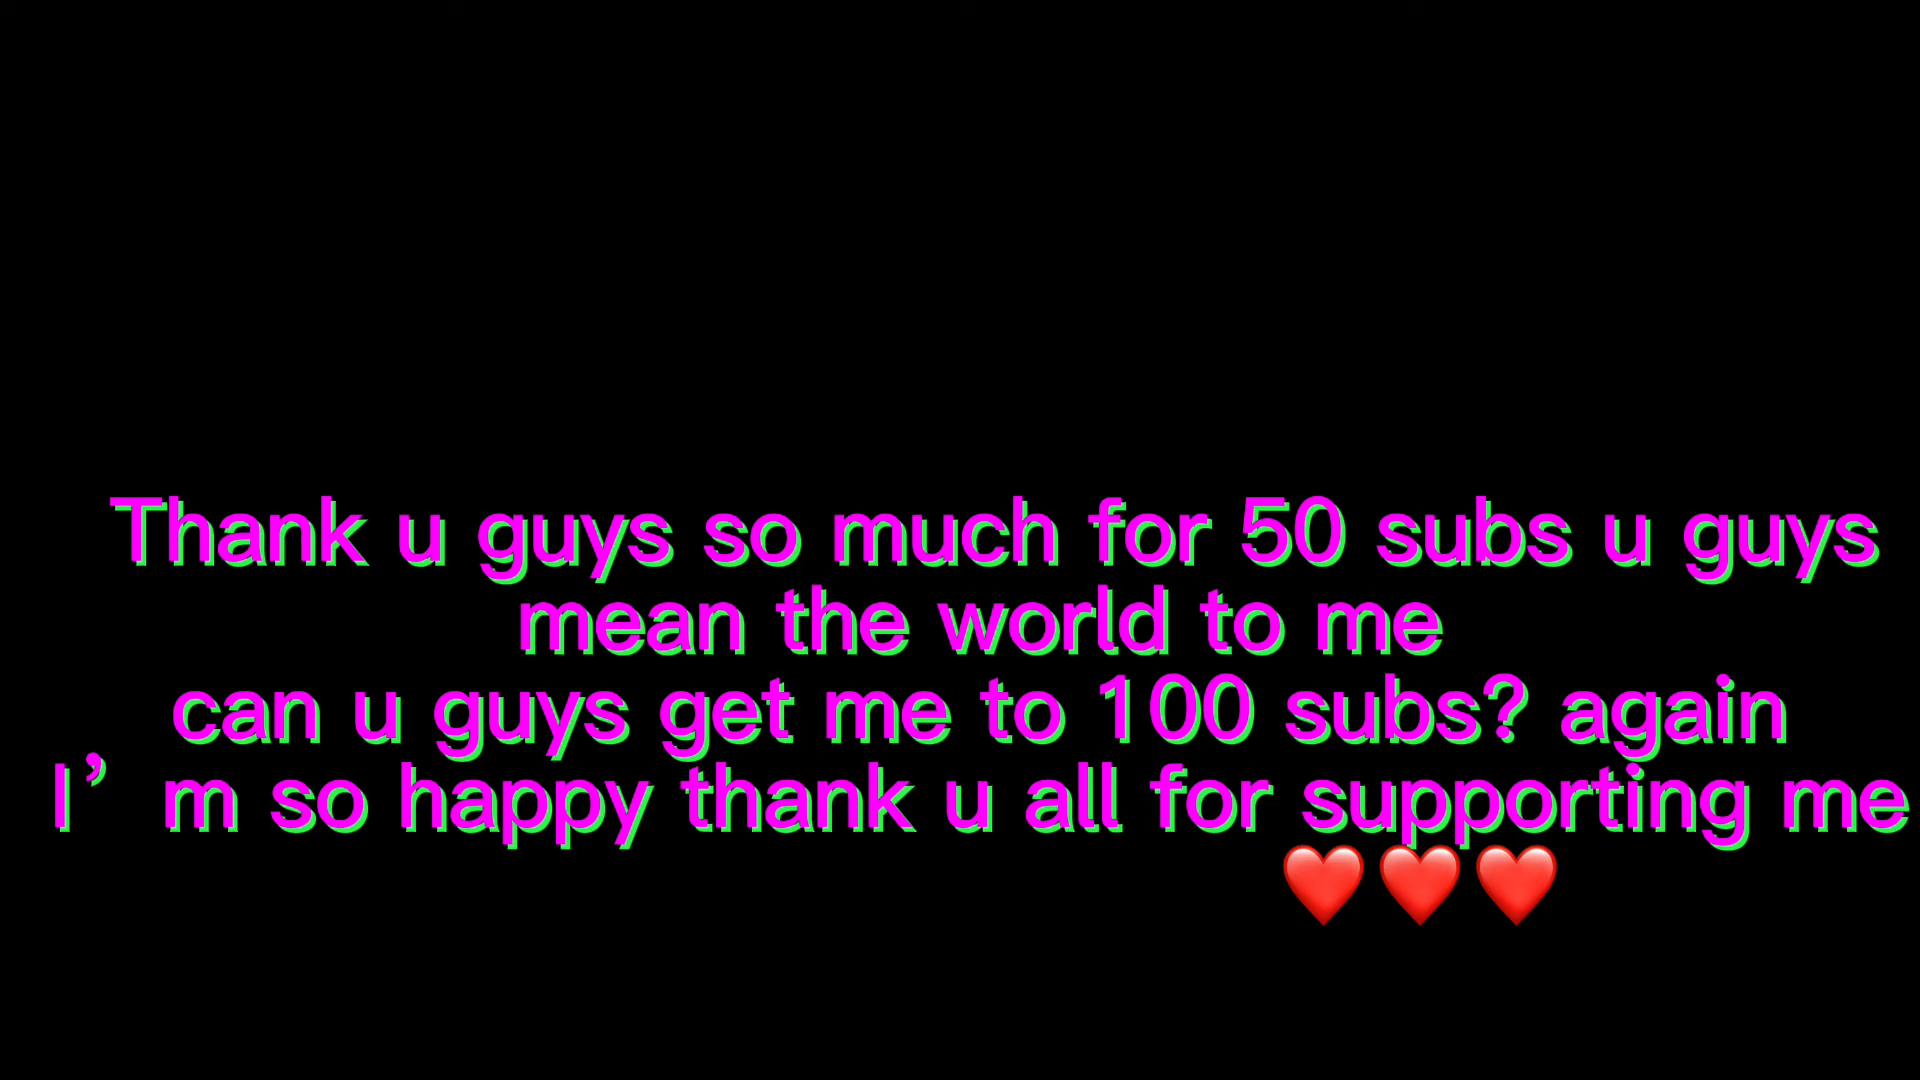 Thank u guys so much for 50 subs u guys
mean the world to me
can u guys get me to 100 subs? again
I’m so happy thank u all for supporting me
❤️❤️❤️